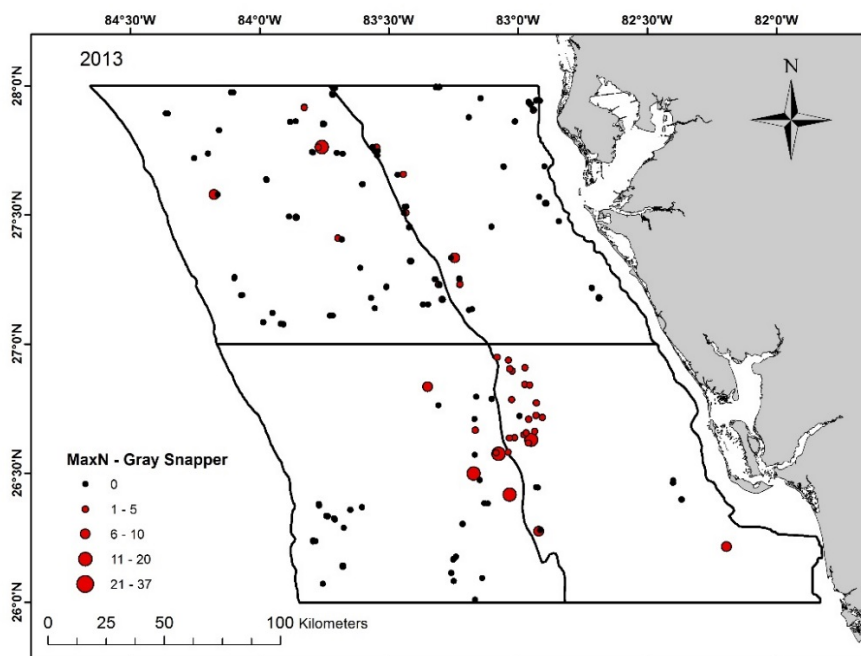 84°30'W 84°0'W 83°30'W 83°0'W 82°30'W 82°0'W
2013
N
28°0'N
27°30'N
27°0'N
26°30'N
26°0'N
MaxN - Gray Snapper
0
1 - 5
6 - 10
11 - 20
21 - 37
0 25 50 100 Kilometers